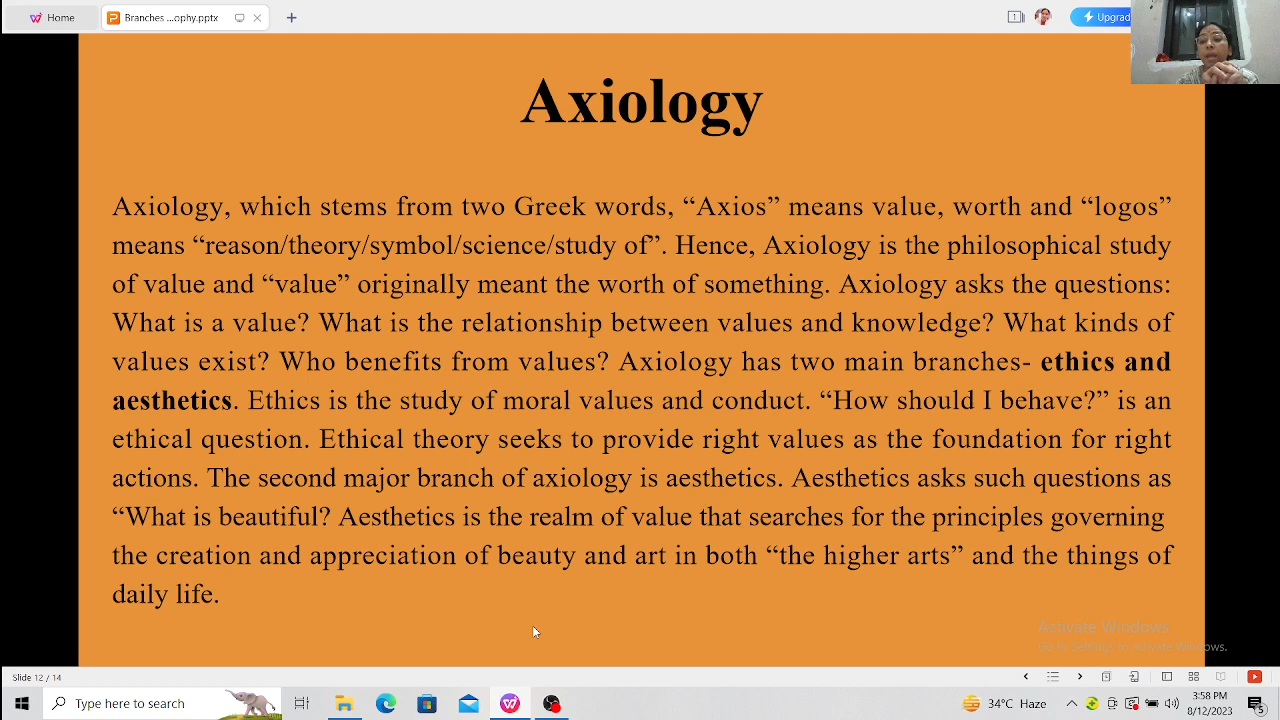 Home
Branches ...ophy.pptx
1
Upgrad
Axiology
Axiology, which stems from two Greek words, “Axios” means value, worth and “logos”
means “reason/theory/symbol/science/study of”. Hence, Axiology is the philosophical study
of value and “value” originally meant the worth of something. Axiology asks the questions:
What is a value? What is the relationship between values and knowledge? What kinds of
values exist? Who benefits from values? Axiology has two main branches- ethics and
aesthetics. Ethics is the study of moral values and conduct. “How should I behave?” is an
ethical question. Ethical theory seeks to provide right values as the foundation for right
actions. The second major branch of axiology is aesthetics. Aesthetics asks such questions as
“What is beautiful? Aesthetics is the realm of value that searches for the principles governing
the creation and appreciation of beauty and art in both “the higher arts” and the things of
daily life.
Activate Windows
Go to Settings to activate Windows.
Slide 12 / 14
Type here to search
34°C Haze
3:58 PM
8/12/2023
5